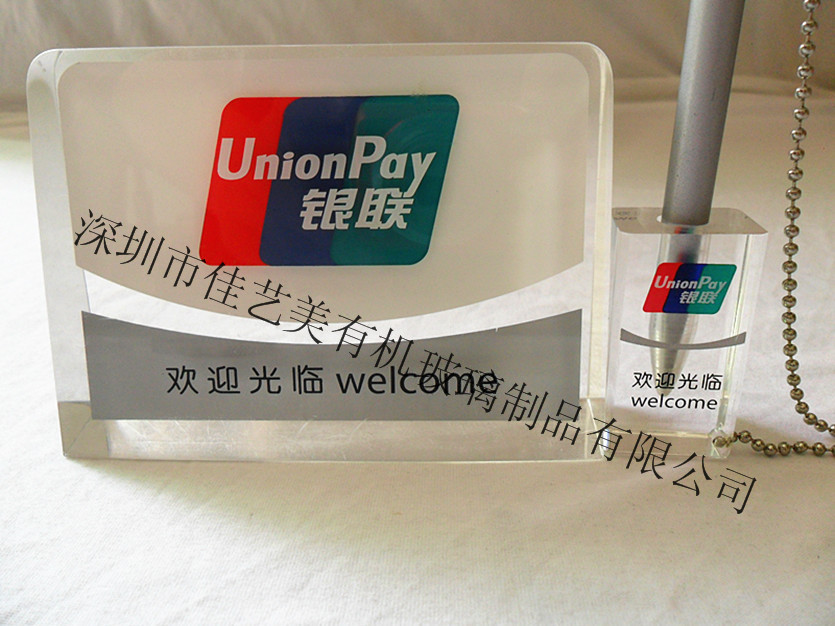 UnionPay
银联
欢迎光临 welcome
UnionPay
银联
欢迎光临
welcome
深圳市佳艺美有机玻璃制品有限公司